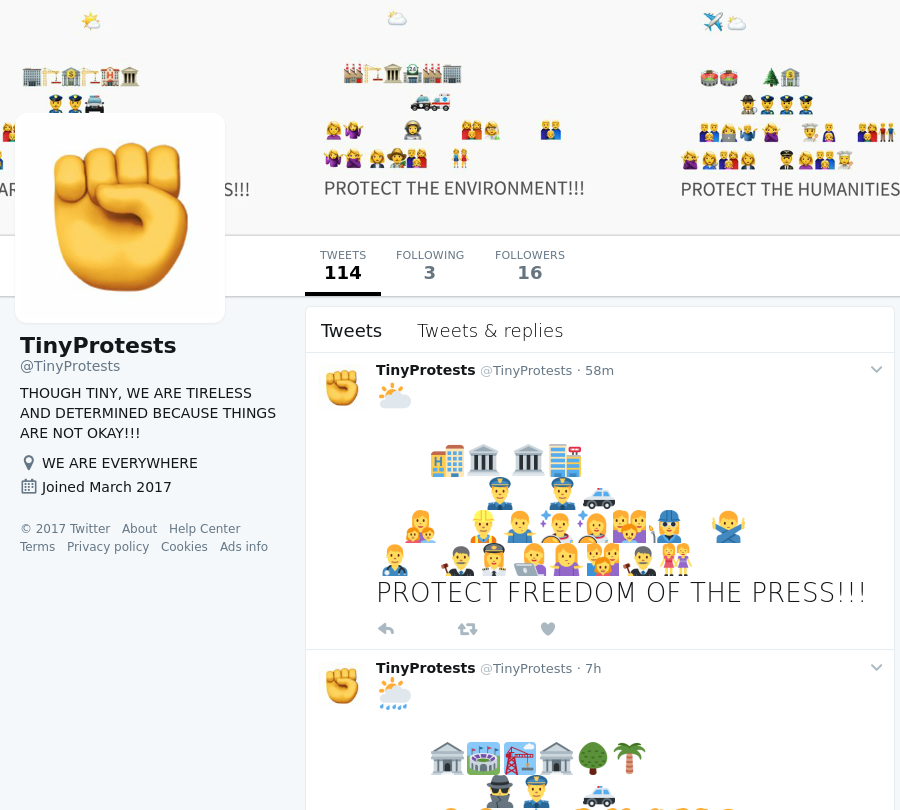 AR
S!!!
PROTECT THE ENVIRONMENT!!!
PROTECT THE HUMANITIES
TWEETS
114
FOLLOWING
3
FOLLOWERS
16
TinyProtests
@TinyProtests
THOUGH TINY, WE ARE TIRELESS
AND DETERMINED BECAUSE THINGS
ARE NOT OKAY!!!
WE ARE EVERYWHERE
Joined March 2017
© 2017 Twitter About Help Center
Terms Privacy policy Cookies Ads info
Tweets Tweets & replies
TinyProtests @TinyProtests · 58m
PROTECT FREEDOM OF THE PRESS!!!
TinyProtests @TinyProtests · 7h